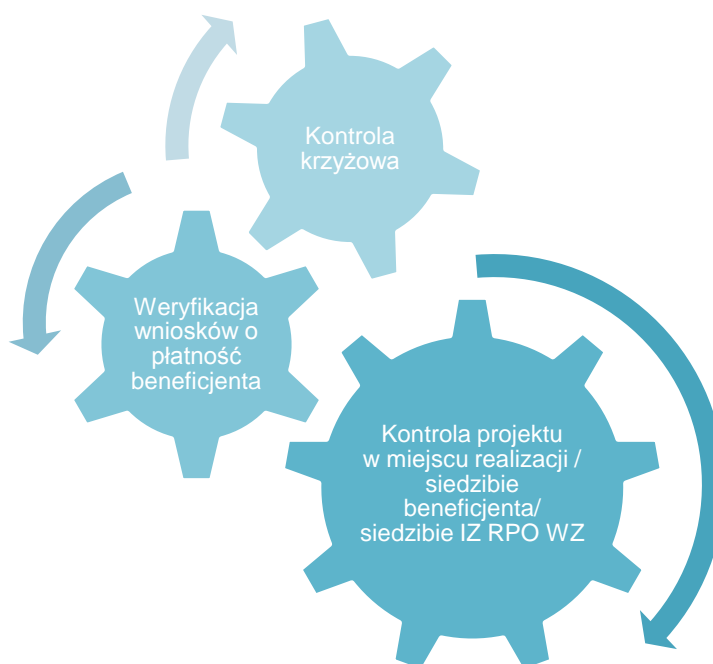 Kontrola
krzyżowa
Weryfikacja
wniosków o
płatność
beneficjenta
Kontrola projektu
w miejscu realizacji /
siedzibie
beneficjenta/
siedzibie IZ RPO WZ